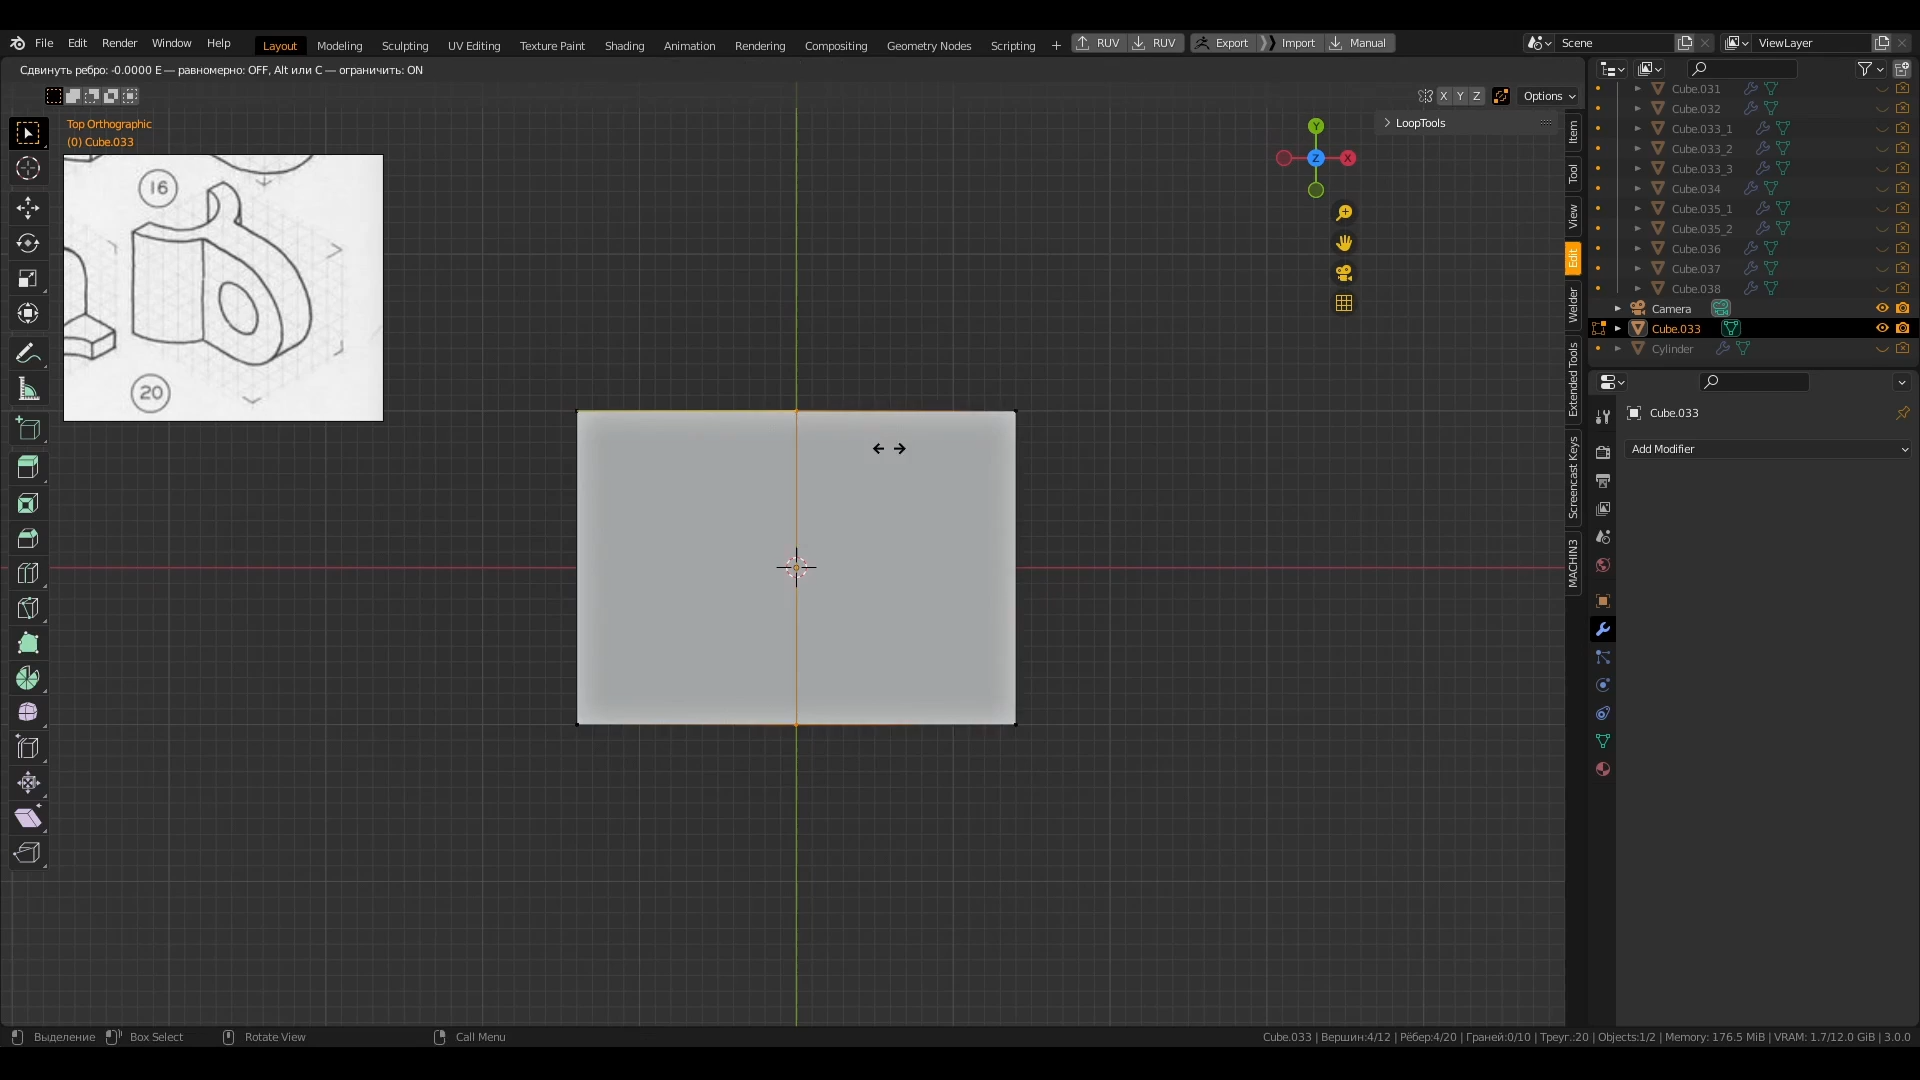 File Edit Render Window Help Layout Modeling Sculpting UV Editing Texture Paint Shading Animation Rendering Compositing Geometry Nodes Scripting + RUV RUV Export Import Manual Scene ViewLayer
Сдвинуть ребро: -0.0000 E — равномерно: OFF, Alt или C — ограничить: ON
X Y Z Options
Top Orthographic
(0) Cube.033
LoopTools
16
20
Y
Z
X
Item
Tool
View
Edit
Welder
Extended Tools
Screencast Keys
MACHIN3
Cube.031
Cube.032
Cube.033_1
Cube.033_2
Cube.033_3
Cube.034
Cube.035_1
Cube.035_2
Cube.036
Cube.037
Cube.038
Camera
Cube.033
Cylinder
Cube.033
Add Modifier
Выделение Box Select Rotate View Call Menu Cube.033 | Вершин:4/12 | Рёбер:4/20 | Граней:0/10 | Треуг.:20 | Objects:1/2 | Memory: 176.5 MiB | VRAM: 1.7/12.0 GiB | 3.0.0